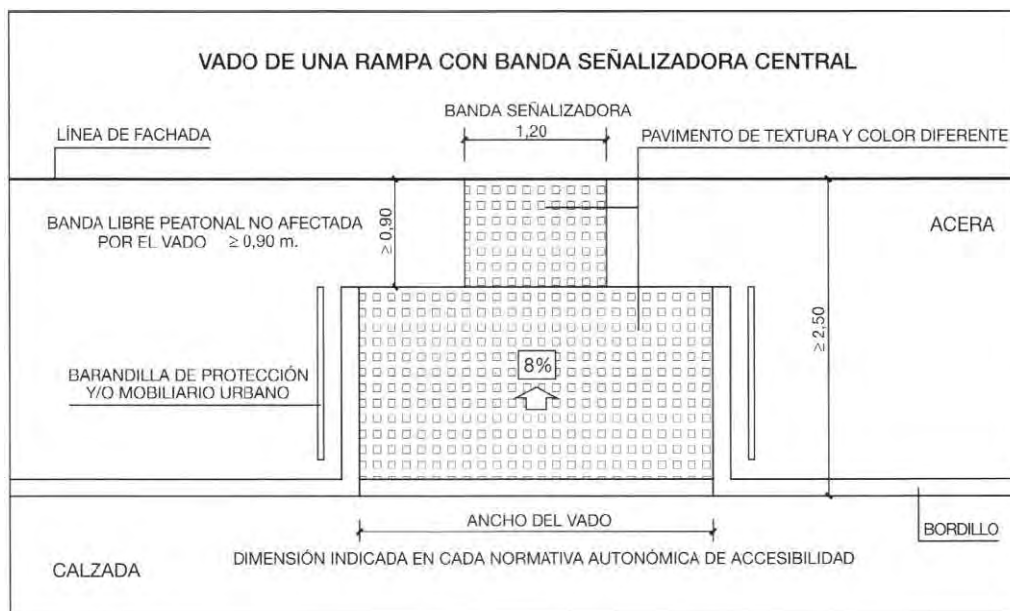 VADO DE UNA RAMPA CON BANDA SEÑALIZADORA CENTRAL
BANDA SEÑALIZADORA
1,20
LÍNEA DE FACHADA
PAVIMENTO DE TEXTURA Y COLOR DIFERENTE
BANDA LIBRE PEATONAL NO AFECTADA
POR EL VADO ≥ 0,90 m.
≥ 0,90
ACERA
≥ 2,50
8%
BARANDILLA DE PROTECCIÓN
Y/O MOBILIARIO URBANO
ANCHO DEL VADO
BORDILLO
DIMENSIÓN INDICADA EN CADA NORMATIVA AUTONÓMICA DE ACCESIBILIDAD
CALZADA